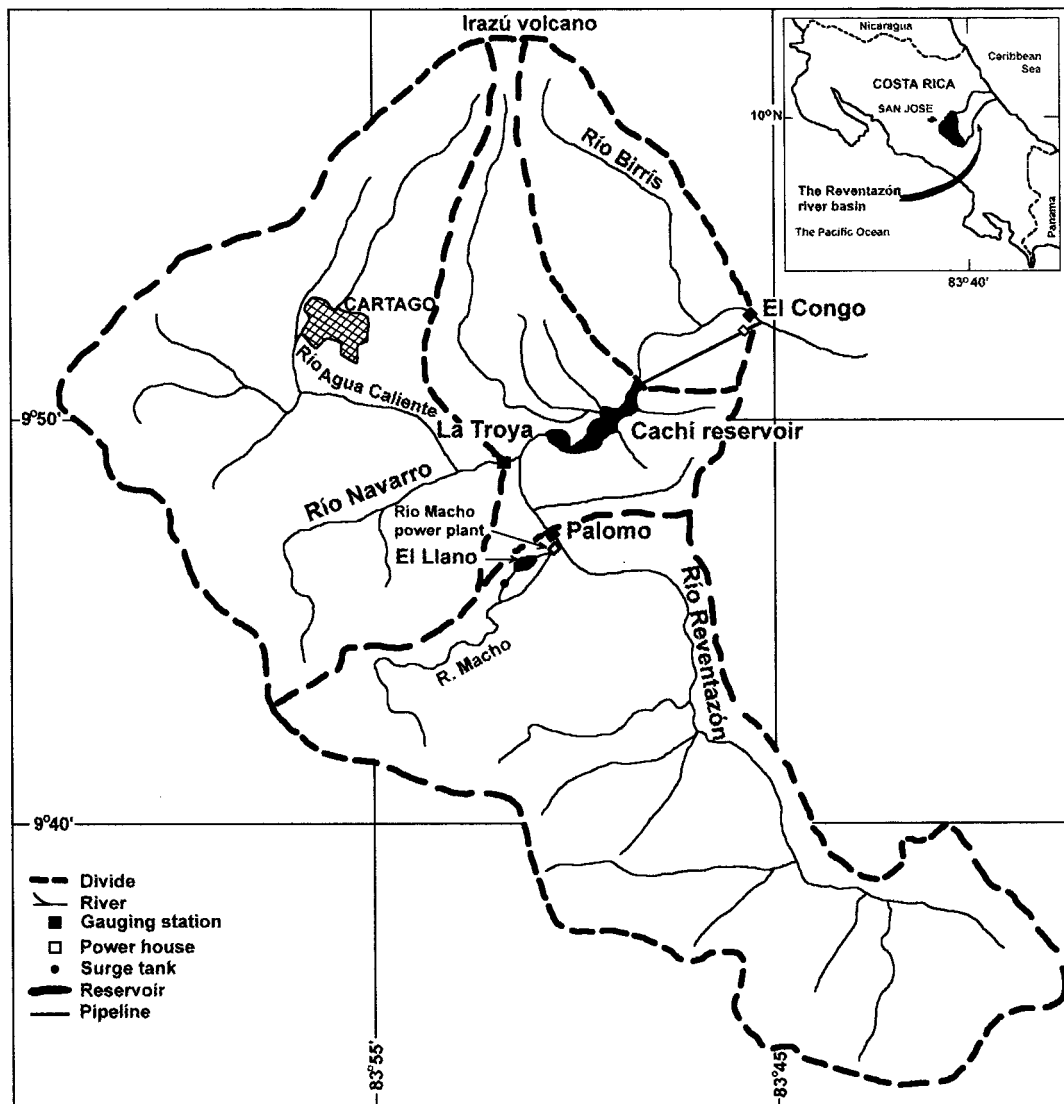 Irazú volcano
Nicaragua
Caribbean
Sea
COSTA RICA
SAN JOSE
10°N
The Reventazón
river basin
The Pacific Ocean
Panama
83°40'
Río Birrís
El Congo
CARTAGO
Río Agua Caliente
9°50'
La Troya
Cachí reservoir
Río Navarro
Río Macho
power plant
Palomo
El Llano
R. Macho
Río Reventazón
9°40'
Divide
River
Gauging station
Power house
Surge tank
Reservoir
Pipeline
83°55'
83°45'